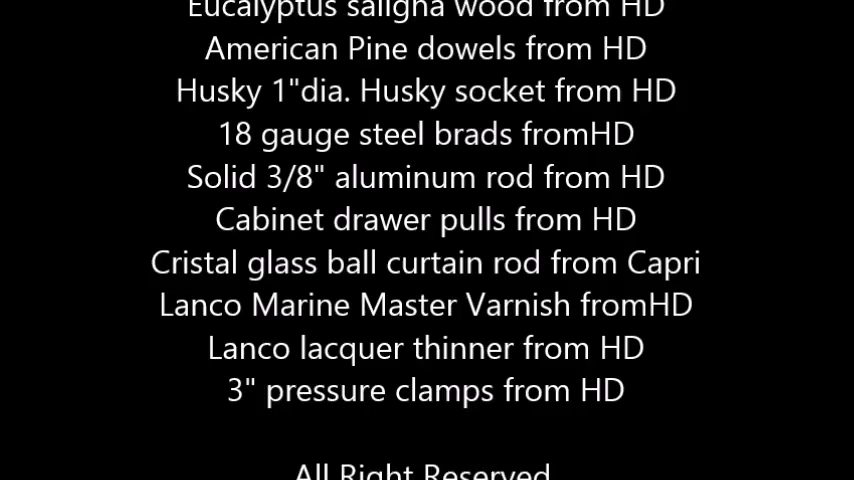 Eucalyptus saligna wood from HD
American Pine dowels from HD
Husky 1"dia. Husky socket from HD
18 gauge steel brads fromHD
Solid 3/8" aluminum rod from HD
Cabinet drawer pulls from HD
Cristal glass ball curtain rod from Capri
Lanco Marine Master Varnish fromHD
Lanco lacquer thinner from HD
3" pressure clamps from HD
All Right Reserved